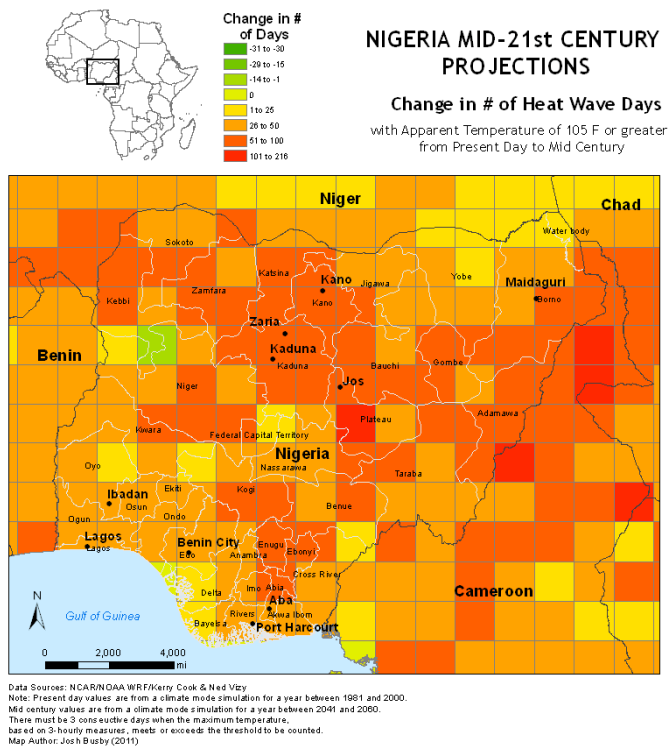 Change in #
of Days
-31 to -30
-29 to -15
-14 to -1
0
1 to 25
26 to 50
51 to 100
101 to 216
NIGERIA MID-21st CENTURY
PROJECTIONS
Change in # of Heat Wave Days
with Apparent Temperature of 105 F or greater
from Present Day to Mid Century
Niger
Chad
Water body
Sokoto
Katsina
Kano
Jigawa
Yobe
Maidaguri
Zamfara
Kebbi
Kano
Borno
Zaria
Benin
Kaduna
Kaduna
Bauchi
Gombe
Niger
Jos
Plateau
Adamawa
Kwara
Federal Capital Territory
Nigeria
Oyo
Nassarawa
Taraba
Ibadan
Ekiti
Kogi
Osun
Benue
Ogun
Ondo
Lagos
Lagos
Benin City
Edo
Anambra
Enugu
Ebonyi
Cross River
Delta
Imo
Abia
Cameroon
Aba
Rivers
Akwa Ibom
Bayelsa
Port Harcourt
N
Gulf of Guinea
0 2,000 4,000
mi
Data Sources: NCAR/NOAA WRF/Kerry Cook & Ned Vizy
Note: Present day values are from a climate mode simulation for a year between 1981 and 2000.
Mid century values are from a climate mode simulation for a year between 2041 and 2060.
There must be 3 conseuctive days when the maximum temperature,
based on 3-hourly measures, meets or exceeds the threshold to be counted.
Map Author: Josh Busby (2011)